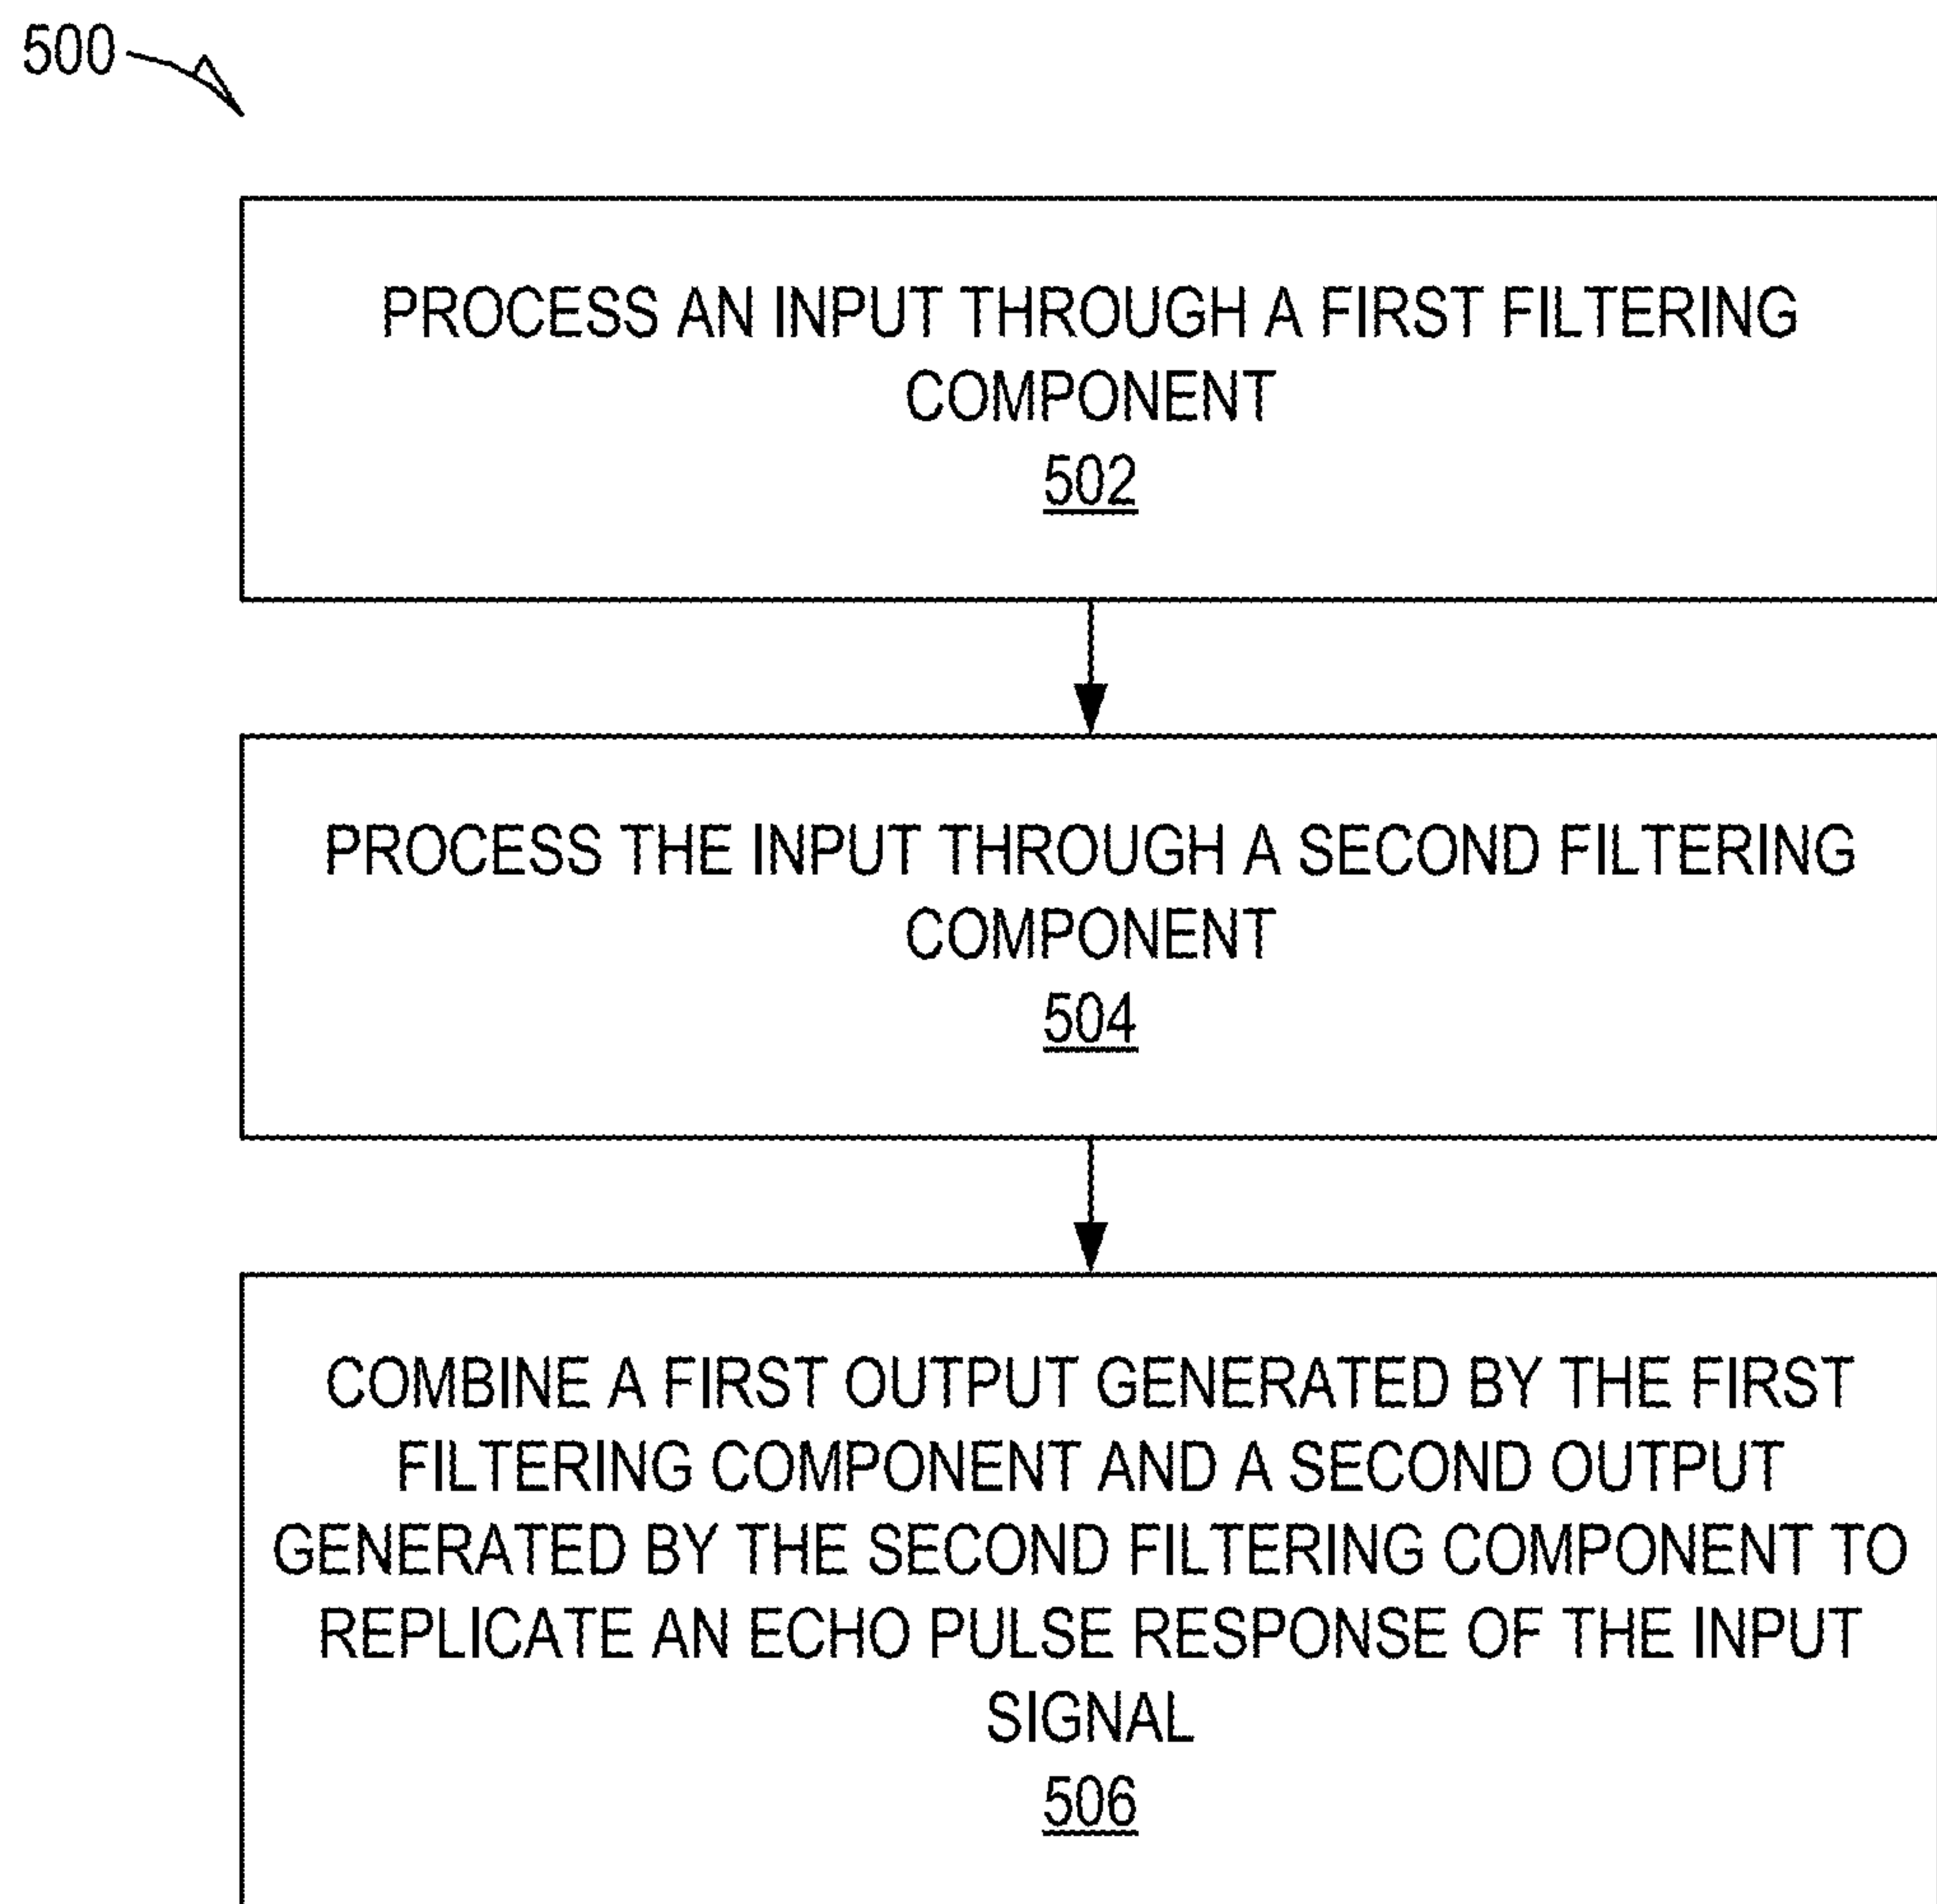 500
PROCESS AN INPUT THROUGH A FIRST FILTERING
COMPONENT
502
PROCESS THE INPUT THROUGH A SECOND FILTERING
COMPONENT
504
COMBINE A FIRST OUTPUT GENERATED BY THE FIRST
FILTERING COMPONENT AND A SECOND OUTPUT
GENERATED BY THE SECOND FILTERING COMPONENT TO
REPLICATE AN ECHO PULSE RESPONSE OF THE INPUT
SIGNAL
506